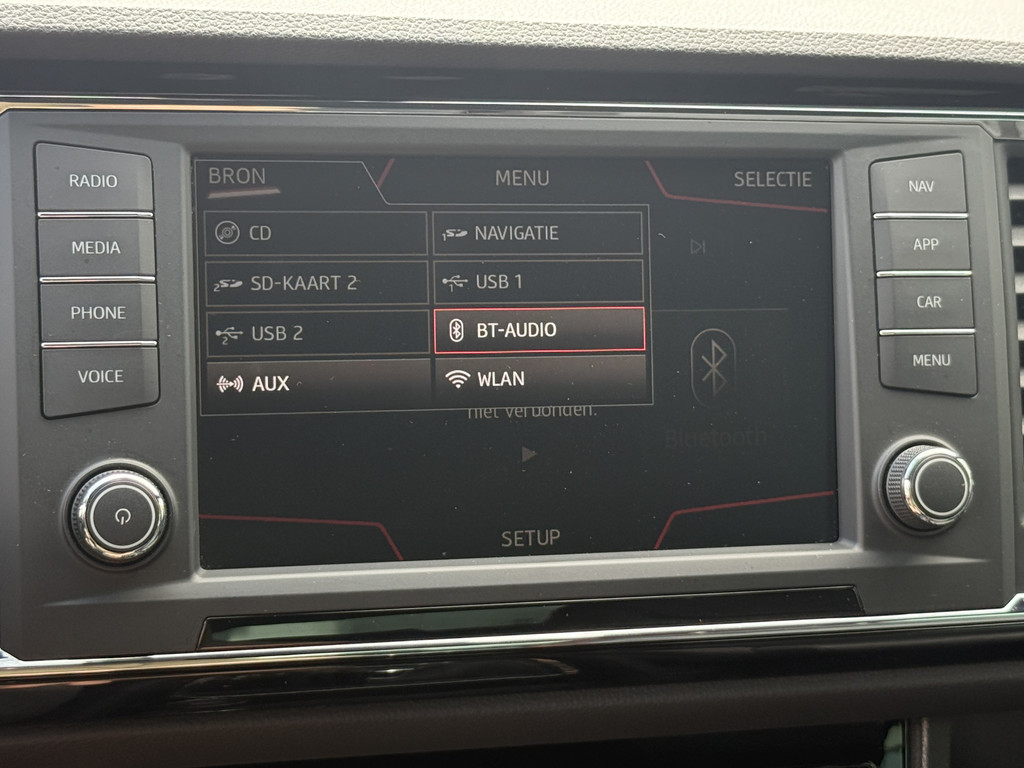 RADIO
MEDIA
PHONE
VOICE
BRON
MENU
SELECTIE
CD
NAVIGATIE
SD-KAART 2
USB 1
USB 2
BT-AUDIO
AUX
WLAN
niet verbonden.
Bluetooth
SETUP
NAV
APP
CAR
MENU